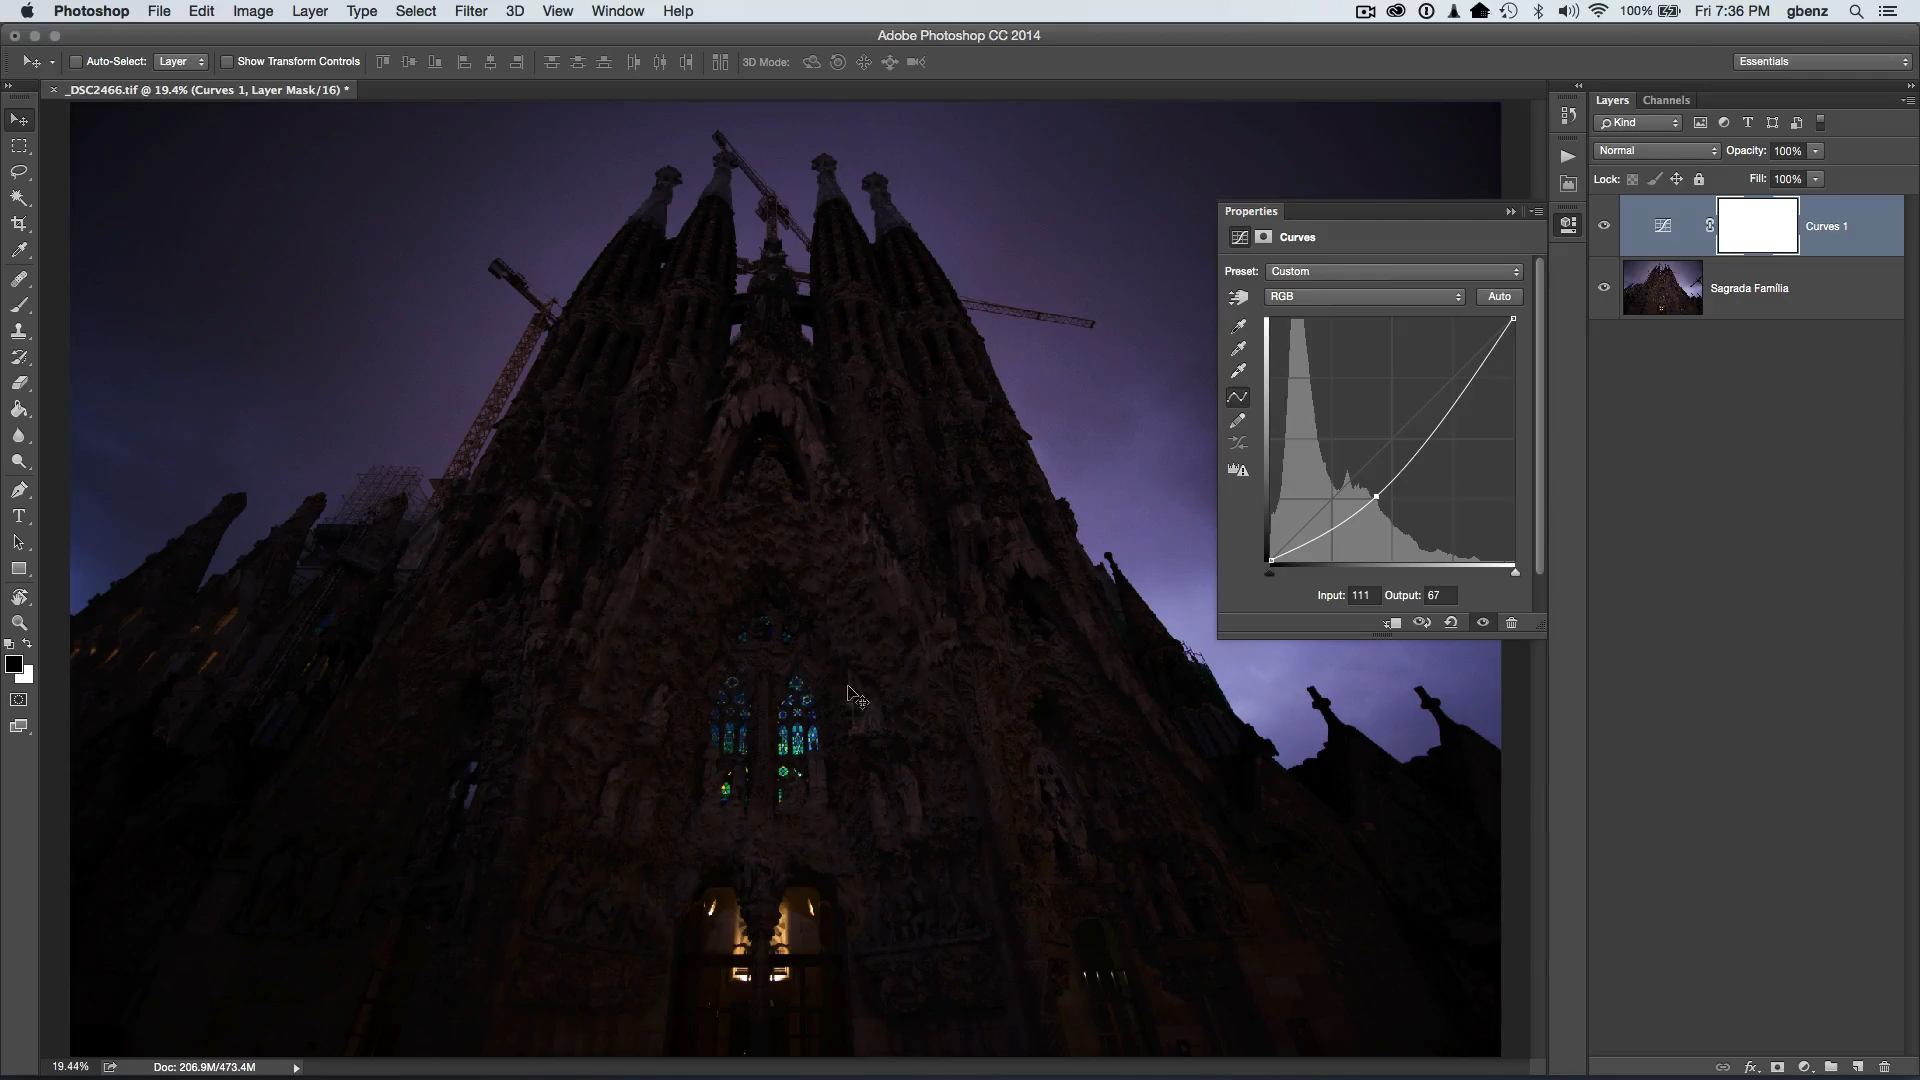 Photoshop File Edit Image Layer Type Select Filter 3D View Window Help 100% Fri 7:36 PM gbenz
Adobe Photoshop CC 2014
Auto-Select: Layer Show Transform Controls 3D Mode: Essentials
× _DSC2466.tif @ 19.4% (Curves 1, Layer Mask/16) *
Layers Channels
Kind
Normal Opacity: 100%
Lock: Fill: 100%
Curves 1
Sagrada Família
Properties
Curves
Preset: Custom
RGB Auto
Input: 111 Output: 67
19.44% Doc: 206.9M/473.4M